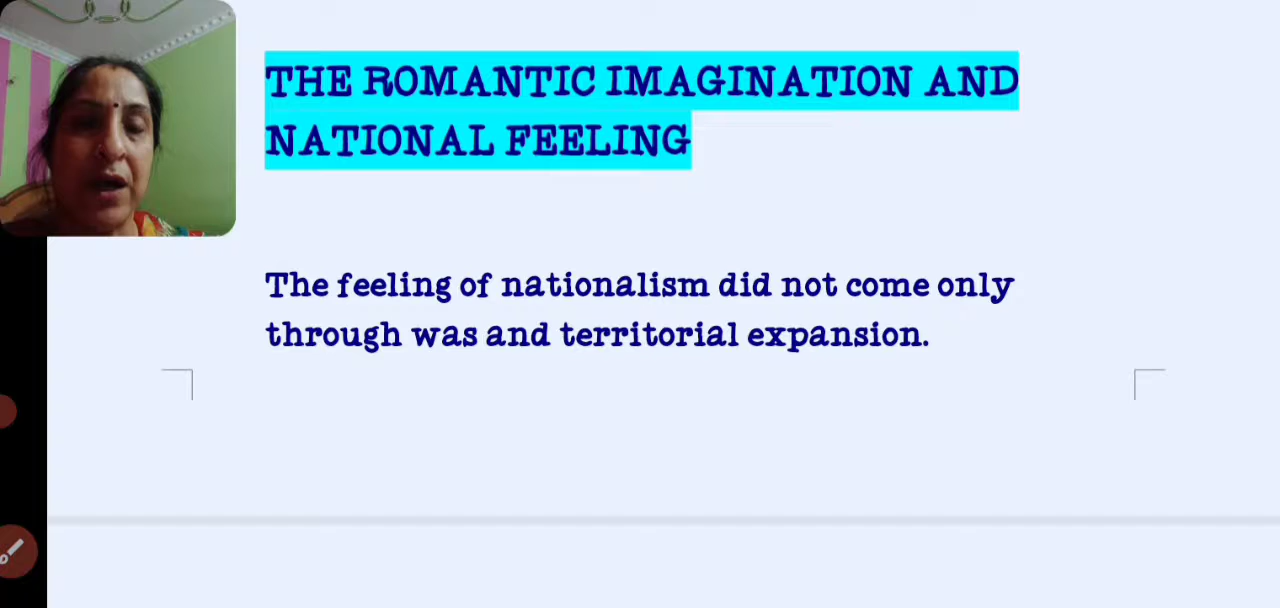 THE ROMANTIC IMAGINATION AND
NATIONAL FEELING
The feeling of nationalism did not come only
through was and territorial expansion.